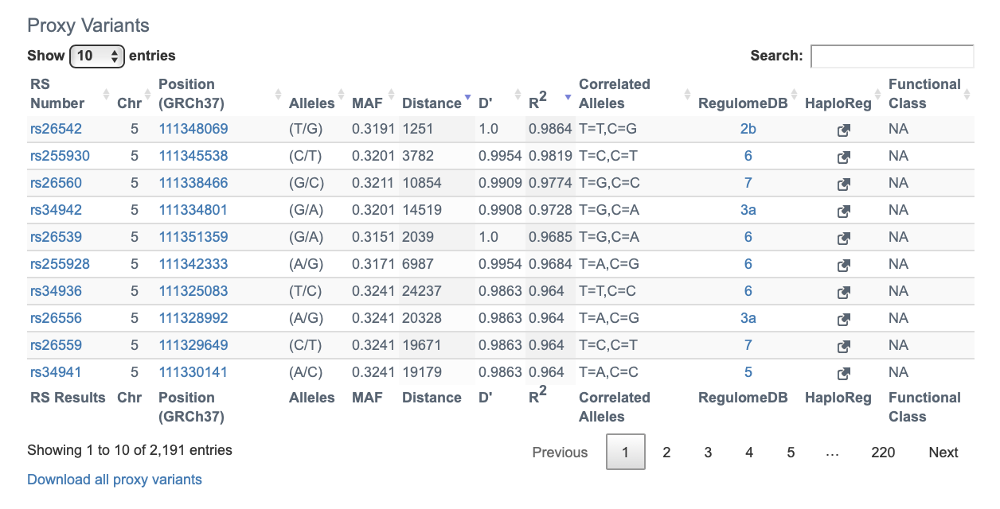 Proxy Variants
Show 10 entries Search:
RS Number Chr Position (GRCh37) Alleles MAF Distance D' R2 Correlated Alleles RegulomeDB HaploReg Functional Class
rs26542 5 111348069 (T/G) 0.3191 1251 1.0 0.9864 T=T,C=G 2b NA
rs255930 5 111345538 (C/T) 0.3201 3782 0.9954 0.9819 T=C,C=T 6 NA
rs26560 5 111338466 (G/C) 0.3211 10854 0.9909 0.9774 T=G,C=C 7 NA
rs34942 5 111334801 (G/A) 0.3201 14519 0.9908 0.9728 T=G,C=A 3a NA
rs26539 5 111351359 (G/A) 0.3151 2039 1.0 0.9685 T=G,C=A 6 NA
rs255928 5 111342333 (A/G) 0.3171 6987 0.9954 0.9684 T=A,C=G 6 NA
rs34936 5 111325083 (T/C) 0.3241 24237 0.9863 0.964 T=T,C=C 6 NA
rs26556 5 111328992 (A/G) 0.3241 20328 0.9863 0.964 T=A,C=G 3a NA
rs26559 5 111329649 (C/T) 0.3241 19671 0.9863 0.964 T=C,C=T 7 NA
rs34941 5 111330141 (A/C) 0.3241 19179 0.9863 0.964 T=A,C=C 5 NA
RS Results Chr Position (GRCh37) Alleles MAF Distance D' R2 Correlated Alleles RegulomeDB HaploReg Functional Class
Showing 1 to 10 of 2,191 entries Previous 1 2 3 4 5 ... 220 Next
Download all proxy variants